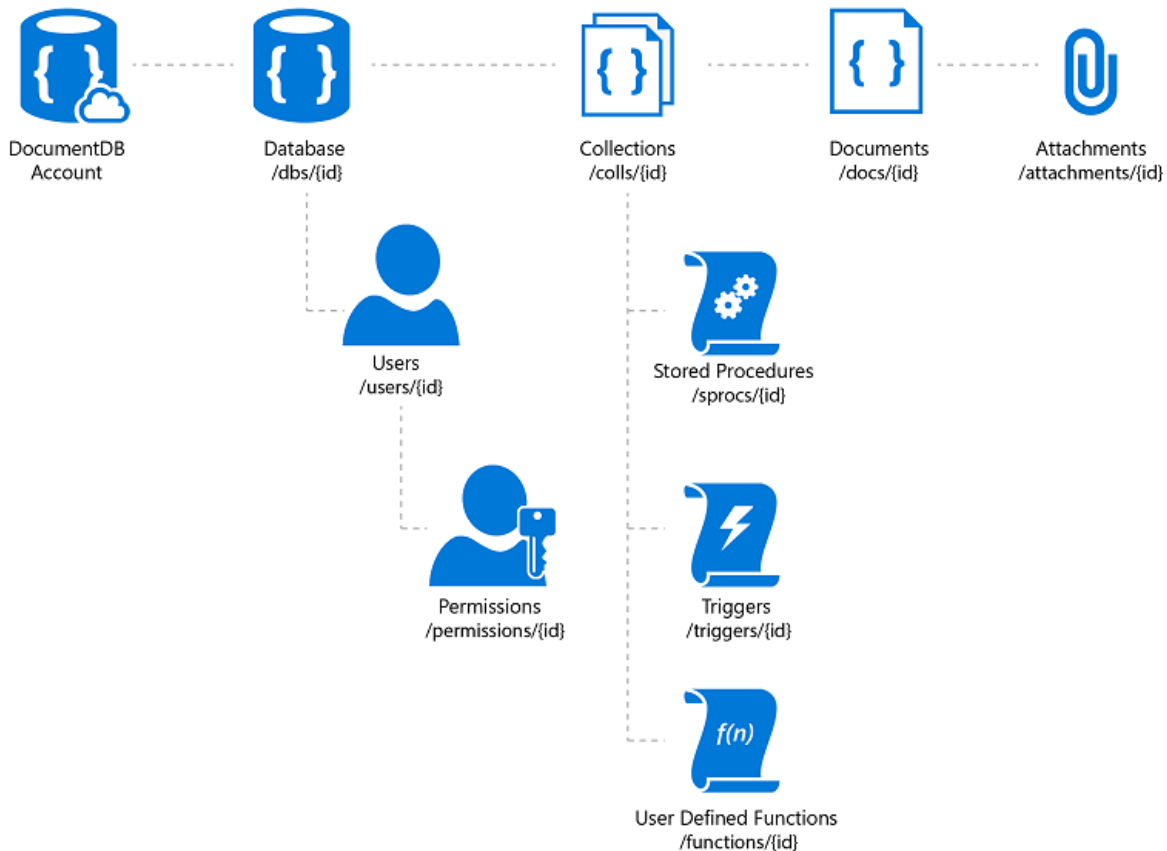 DocumentDB
Account
Database
/dbs/{id}
Collections
/colls/{id}
Documents
/docs/{id}
Attachments
/attachments/{id}
Users
/users/{id}
Stored Procedures
/sprocs/{id}
Permissions
/permissions/{id}
Triggers
/triggers/{id}
f(n)
User Defined Functions
/functions/{id}